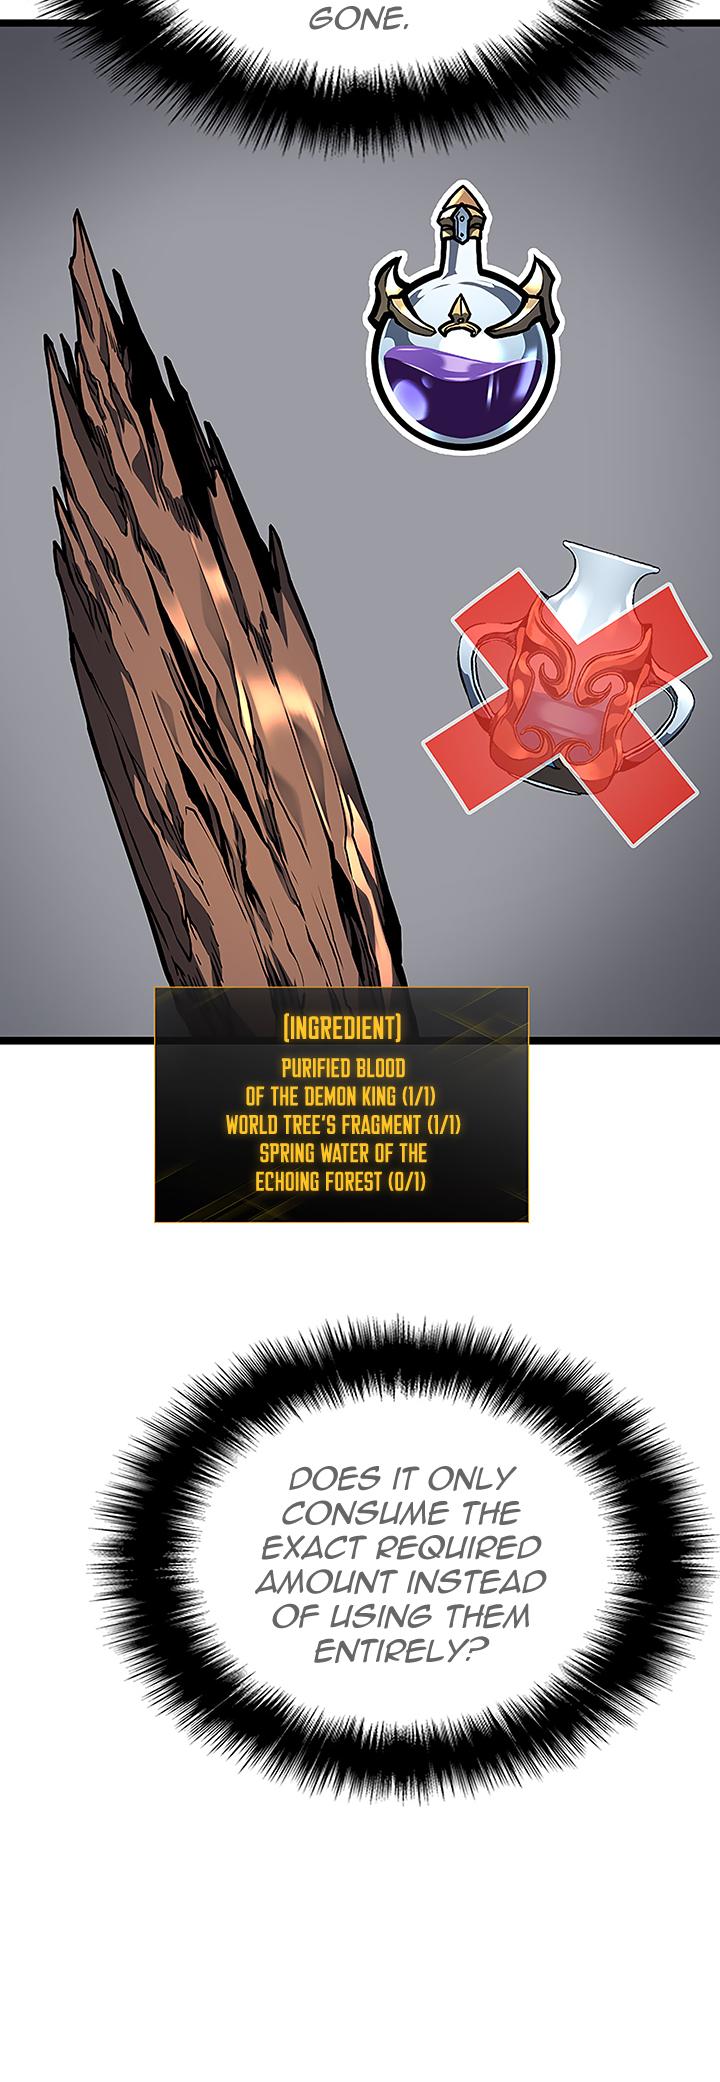 GONE.
[INGREDIENT]
PURIFIED BLOOD
OF THE DEMON KING (1/1)
WORLD TREE'S FRAGMENT (1/1)
SPRING WATER OF THE
ECHOING FOREST (0/1)
DOES IT ONLY
CONSUME THE
EXACT REQUIRED
AMOUNT INSTEAD
OF USING THEM
ENTIRELY?